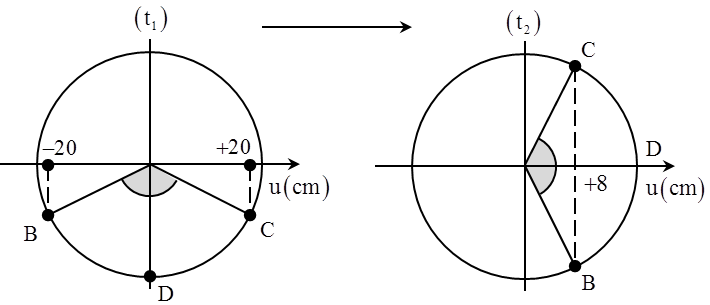 (t₁)
–20
+20
u(cm)
B
C
D
(t₂)
C
D
+8
u(cm)
B